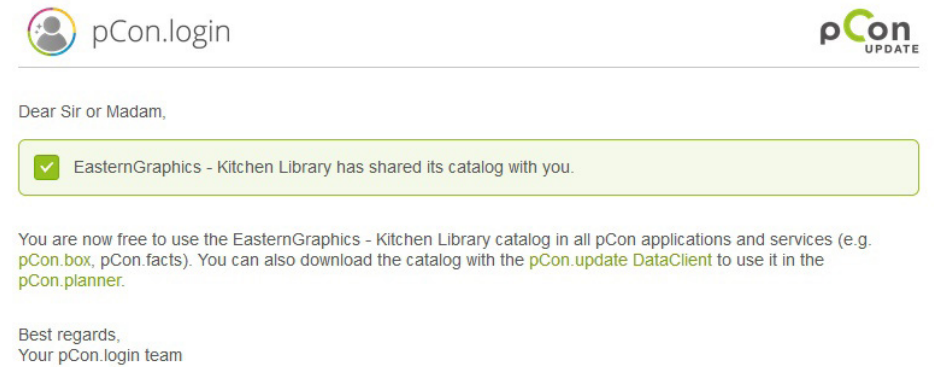 pCon.login
pCon
UPDATE
Dear Sir or Madam,
EasternGraphics - Kitchen Library has shared its catalog with you.
You are now free to use the EasternGraphics - Kitchen Library catalog in all pCon applications and services (e.g.
pCon.box, pCon.facts). You can also download the catalog with the pCon.update DataClient to use it in the
pCon.planner.
Best regards,
Your pCon.login team